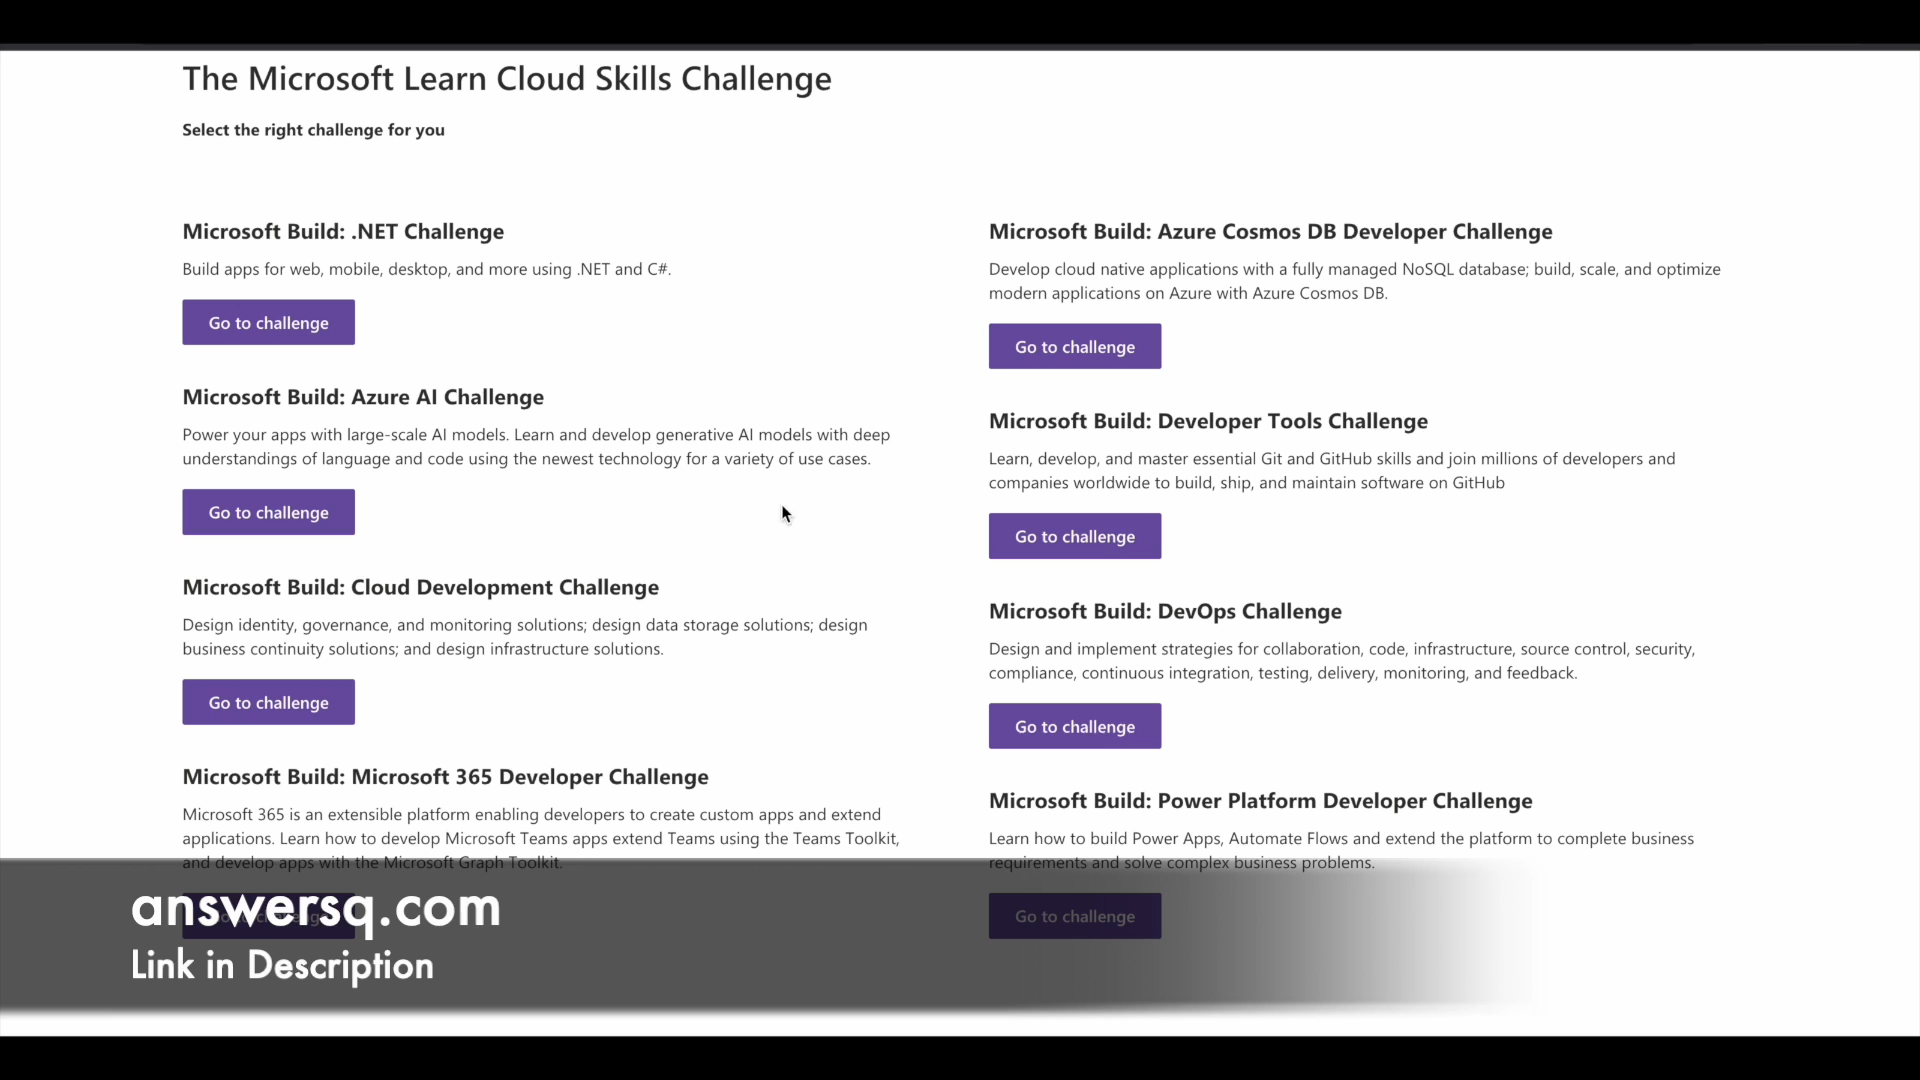 The Microsoft Learn Cloud Skills Challenge
Select the right challenge for you
Microsoft Build: .NET Challenge
Build apps for web, mobile, desktop, and more using .NET and C#.
Go to challenge
Microsoft Build: Azure AI Challenge
Power your apps with large-scale AI models. Learn and develop generative AI models with deep
understandings of language and code using the newest technology for a variety of use cases.
Go to challenge
Microsoft Build: Cloud Development Challenge
Design identity, governance, and monitoring solutions; design data storage solutions; design
business continuity solutions; and design infrastructure solutions.
Go to challenge
Microsoft Build: Microsoft 365 Developer Challenge
Microsoft 365 is an extensible platform enabling developers to create custom apps and extend
applications. Learn how to develop Microsoft Teams apps extend Teams using the Teams Toolkit,
and develop apps with the Microsoft Graph Toolkit.
Microsoft Build: Azure Cosmos DB Developer Challenge
Develop cloud native applications with a fully managed NoSQL database; build, scale, and optimize
modern applications on Azure with Azure Cosmos DB.
Go to challenge
Microsoft Build: Developer Tools Challenge
Learn, develop, and master essential Git and GitHub skills and join millions of developers and
companies worldwide to build, ship, and maintain software on GitHub
Go to challenge
Microsoft Build: DevOps Challenge
Design and implement strategies for collaboration, code, infrastructure, source control, security,
compliance, continuous integration, testing, delivery, monitoring, and feedback.
Go to challenge
Microsoft Build: Power Platform Developer Challenge
Learn how to build Power Apps, Automate Flows and extend the platform to complete business
requirements and solve complex business problems.
Go to challenge
answersq.com
Link in Description